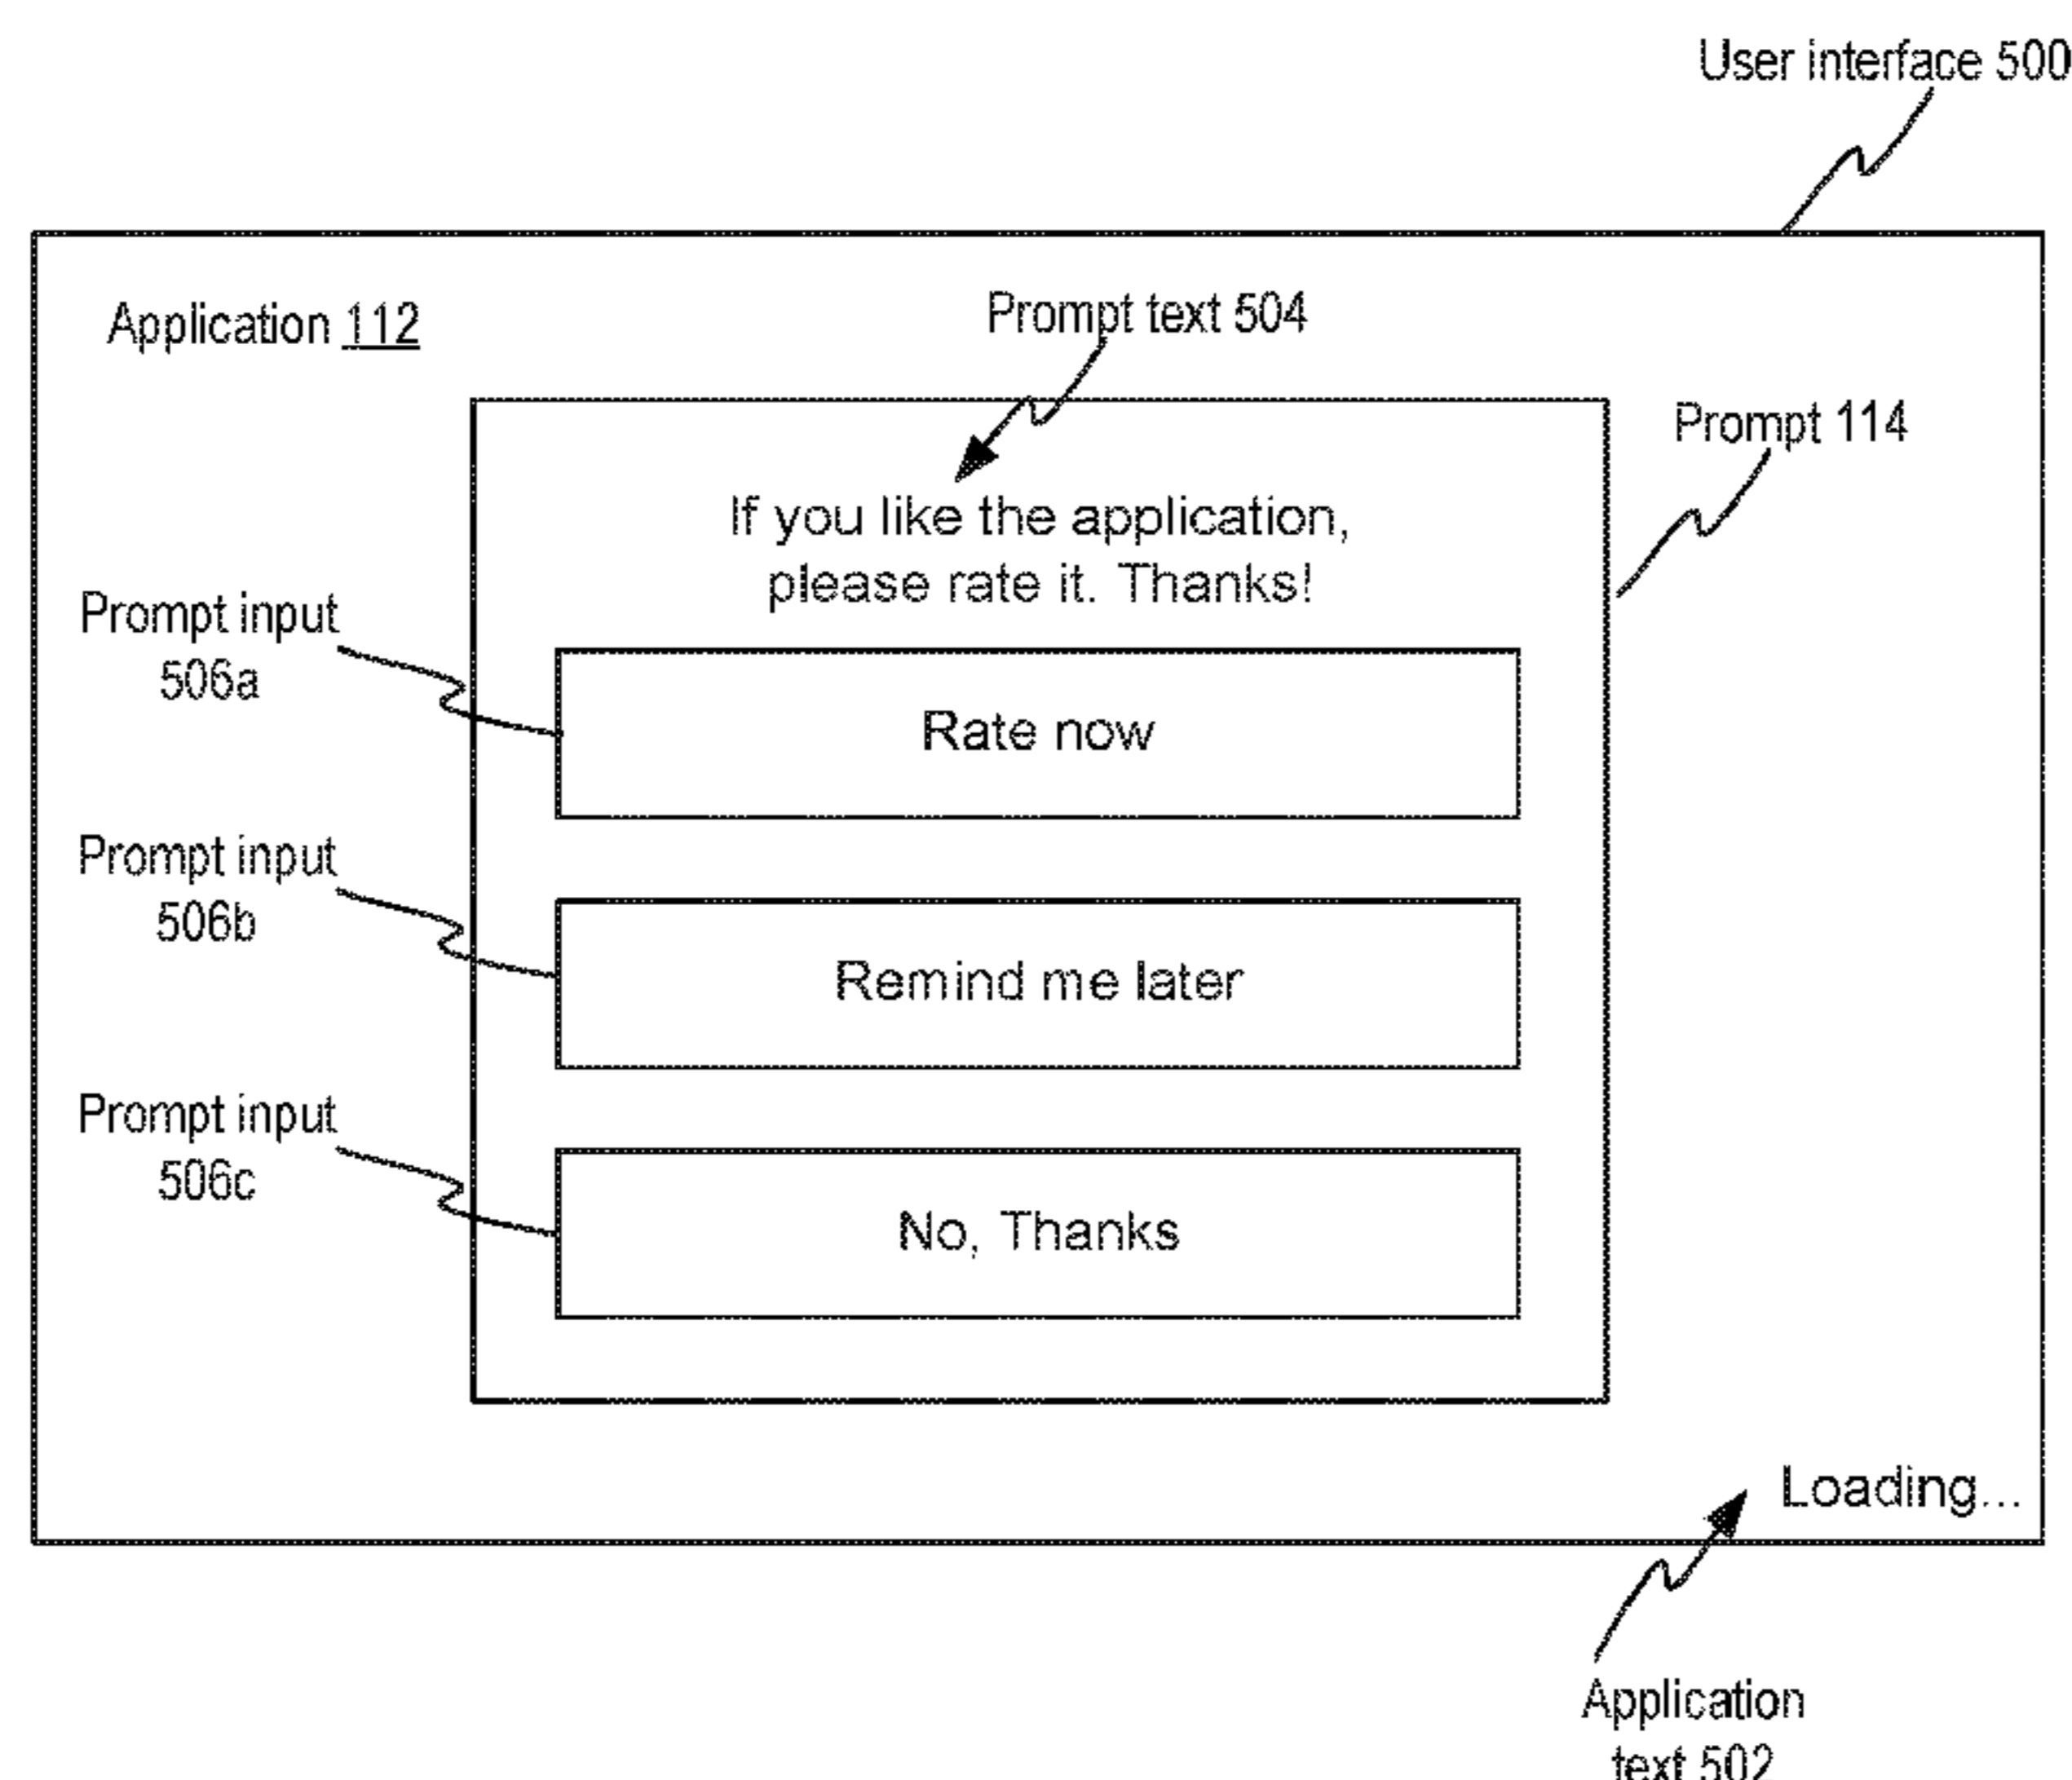 User interface 500
Application 112
Prompt text 504
Prompt 114
If you like the application,
please rate it. Thanks!
Prompt input
506a
Rate now
Prompt input
506b
Remind me later
Prompt input
506c
No, Thanks
Loading...
Application
text 502